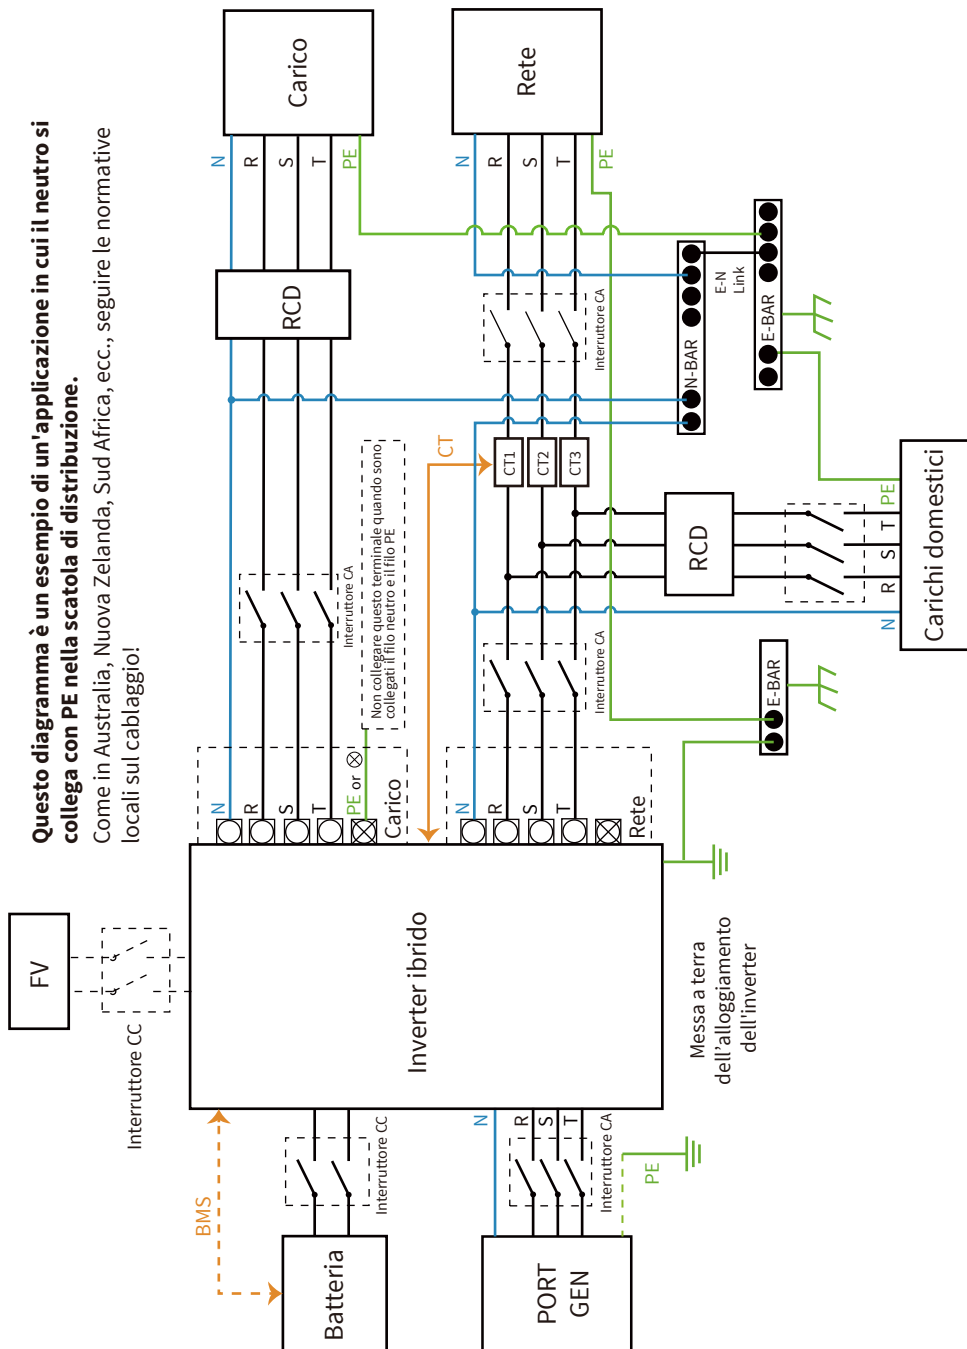 Questo diagramma è un esempio di un'applicazione in cui il neutro si
collega con PE nella scatola di distribuzione.
Come in Australia, Nuova Zelanda, Sud Africa, ecc., seguire le normative
locali sul cablaggio!
FV
Interruttore CC
BMS
Batteria
Interruttore CC
Inverter ibrido
N
R
S
T
PE or
Carico
Interruttore CA
Non collegare questo terminale quando sono
collegati il filo neutro e il filo PE
RCD
N
R
S
T
PE
Carico
CT
N
R
S
T
Rete
Interruttore CA
CT1
CT2
CT3
Interruttore CA
N
R
S
T
PE
Rete
PORT
GEN
N
R
S
T
Interruttore CA
PE
Messa a terra
dell'alloggiamento
dell'inverter
E-BAR
RCD
N-BAR
E-N
Link
E-BAR
N
R
S
T
PE
Carichi domestici